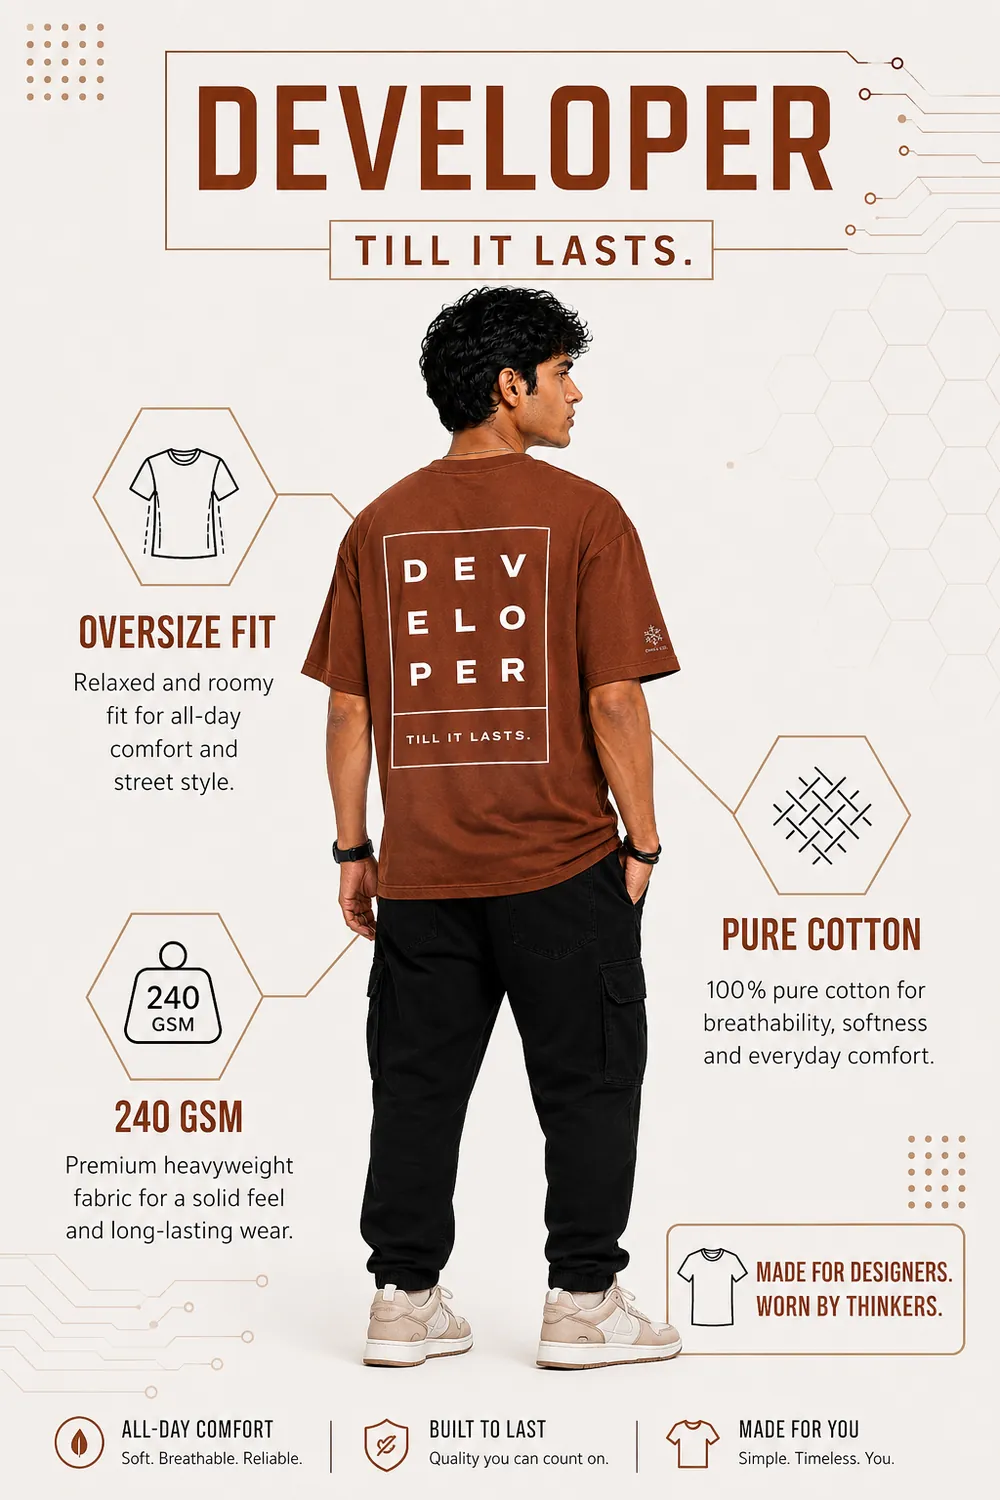 DEVELOPER
TILL IT LASTS.
DEV
ELO
PER
TILL IT LASTS.
OVERSIZE FIT
Relaxed and roomy
fit for all-day
comfort and
street style.
PURE COTTON
100% pure cotton for
breathability, softness
and everyday comfort.
240
GSM
240 GSM
Premium heavyweight
fabric for a solid feel
and long-lasting wear.
MADE FOR DESIGNERS.
WORN BY THINKERS.
ALL-DAY COMFORT
Soft. Breathable. Reliable.
BUILT TO LAST
Quality you can count on.
MADE FOR YOU
Simple. Timeless. You.